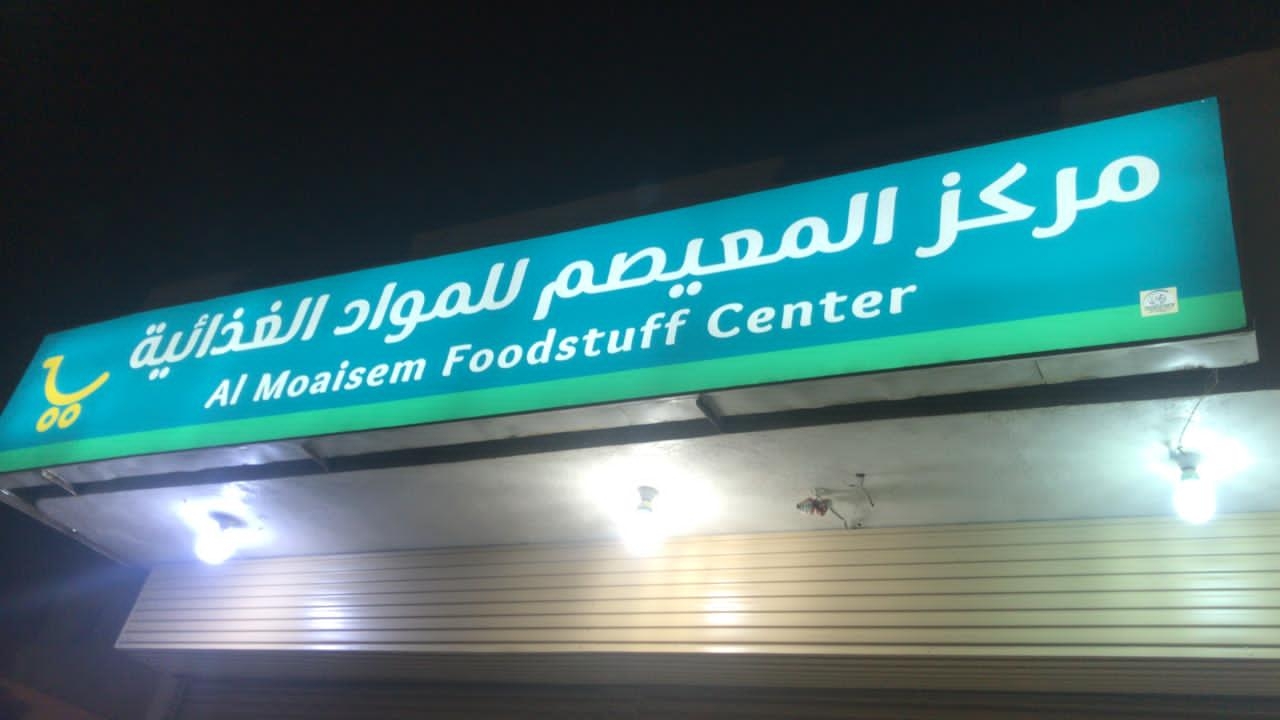 مركز المعيصم للمواد الغذائية
Al Moaisem Foodstuff Center